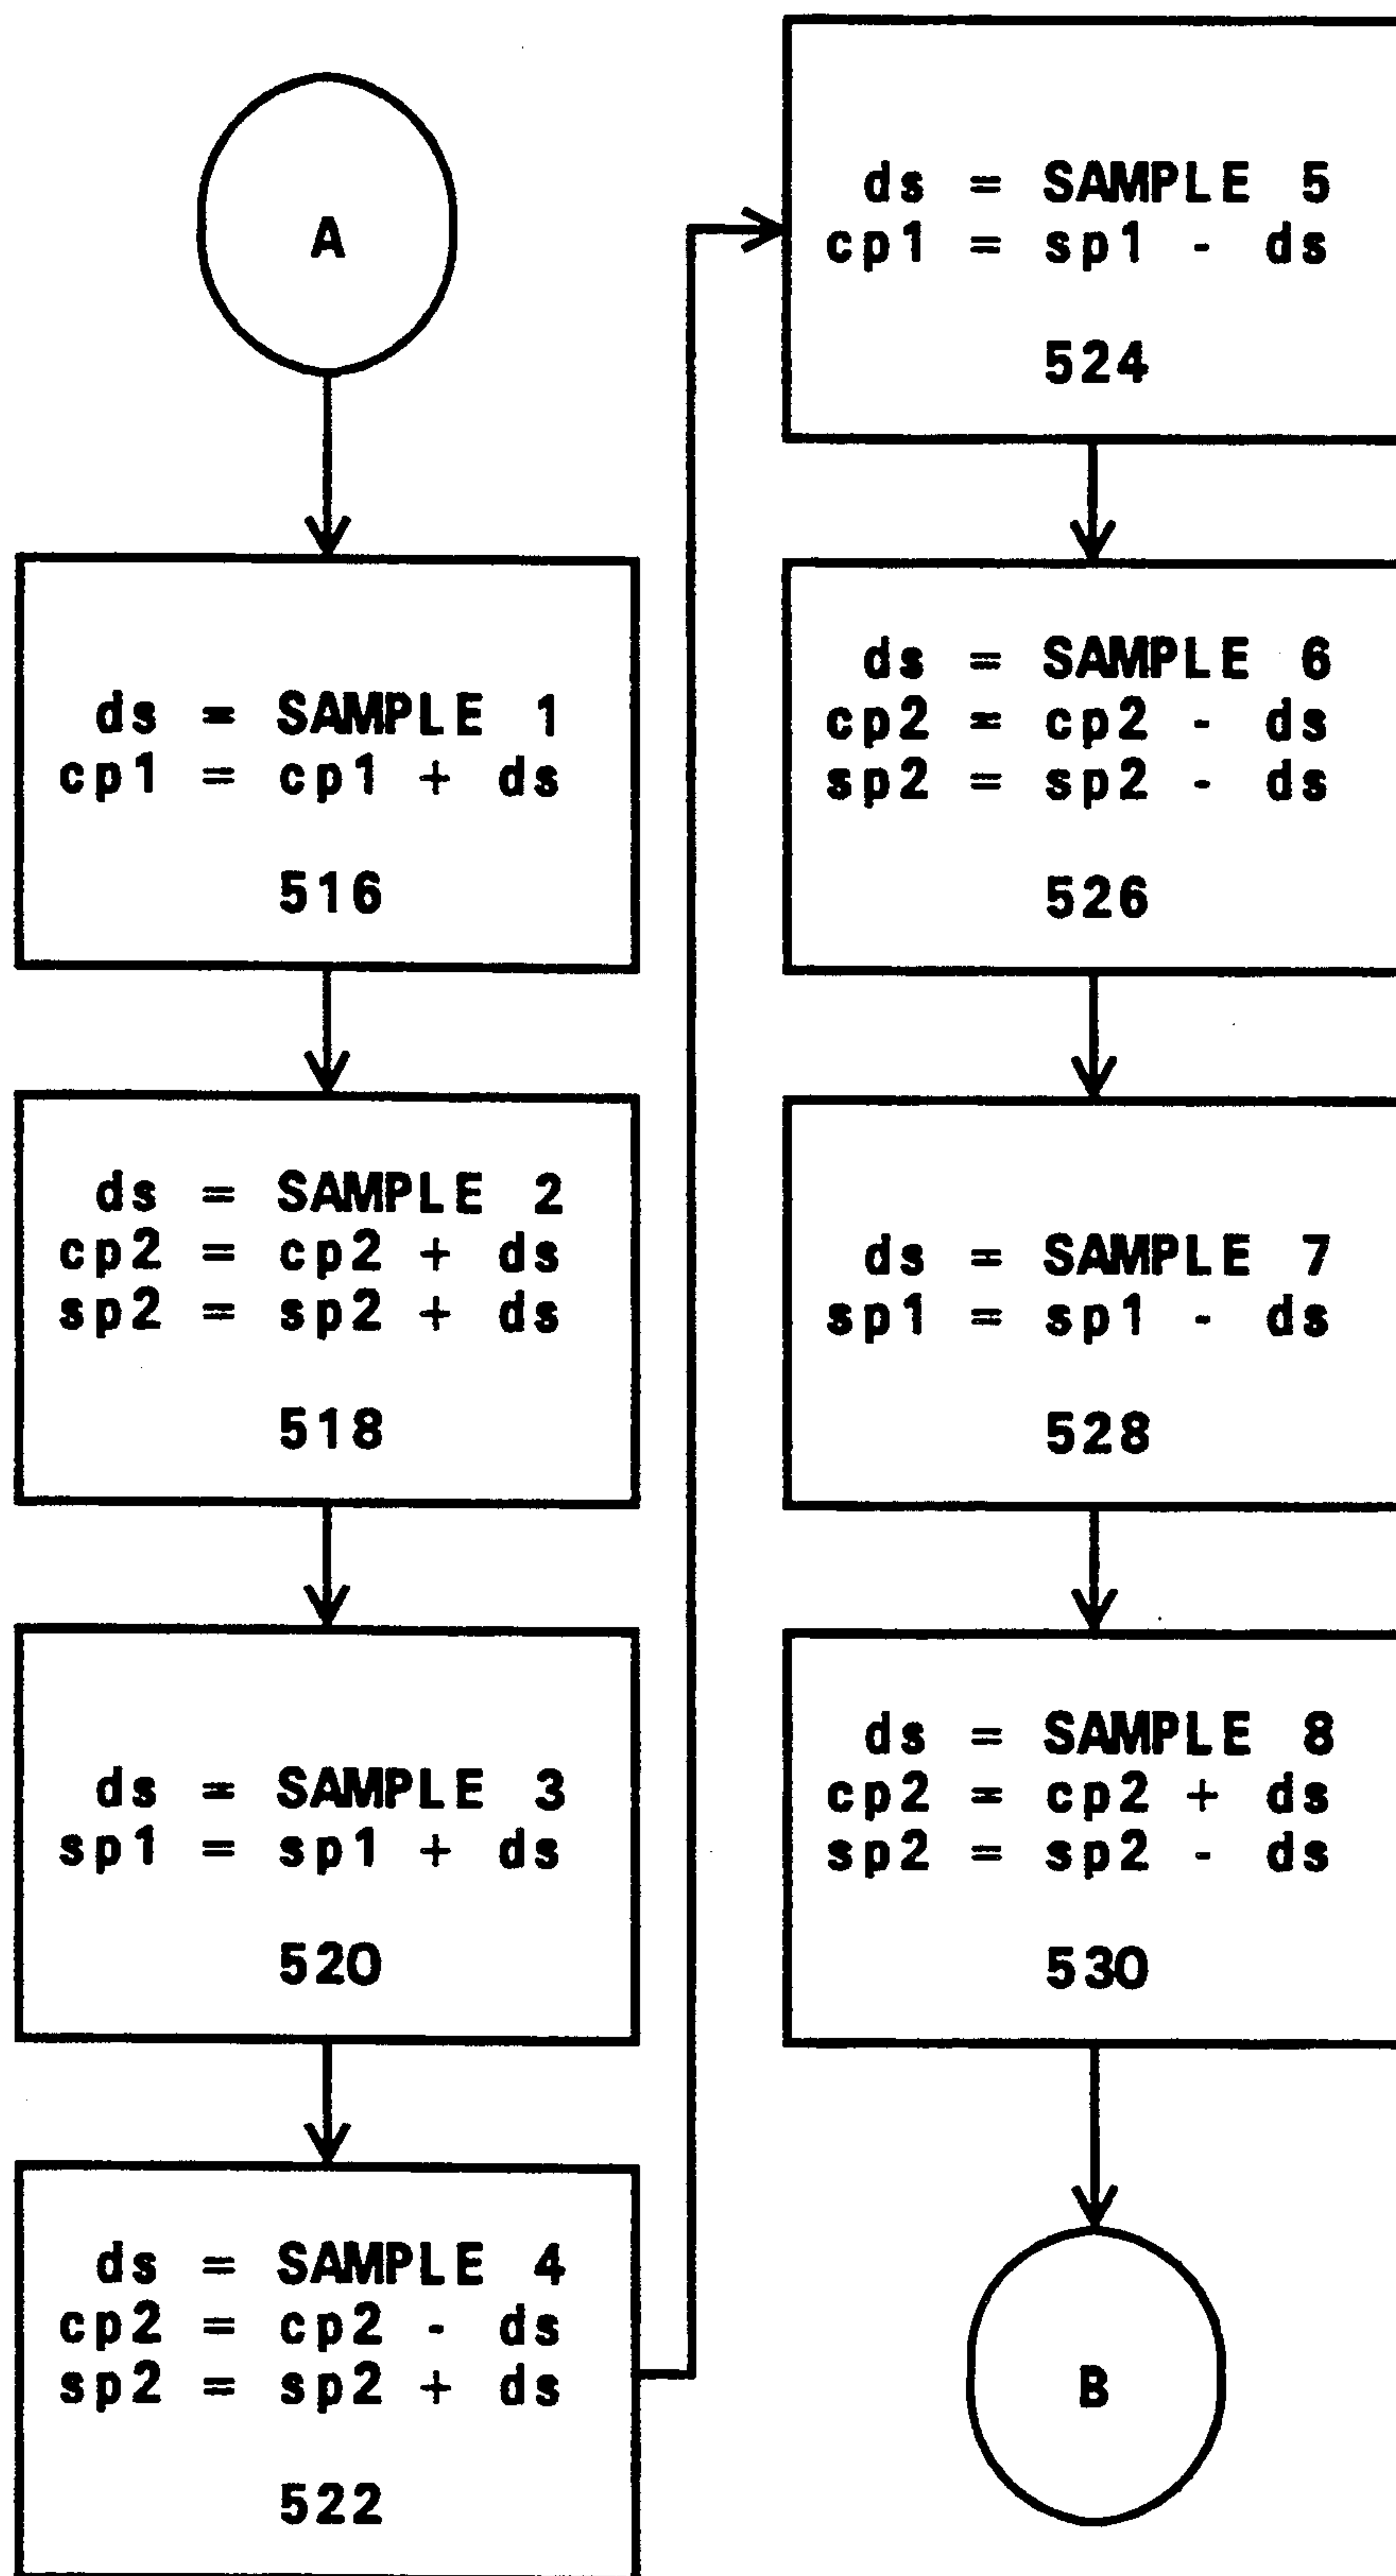 A
ds = SAMPLE 1
cp1 = cp1 + ds
516
ds = SAMPLE 2
cp2 = cp2 + ds
sp2 = sp2 + ds
518
ds = SAMPLE 3
sp1 = sp1 + ds
520
ds = SAMPLE 4
cp2 = cp2 - ds
sp2 = sp2 + ds
522
ds = SAMPLE 5
cp1 = sp1 - ds
524
ds = SAMPLE 6
cp2 = cp2 - ds
sp2 = sp2 - ds
526
ds = SAMPLE 7
sp1 = sp1 - ds
528
ds = SAMPLE 8
cp2 = cp2 + ds
sp2 = sp2 - ds
530
B